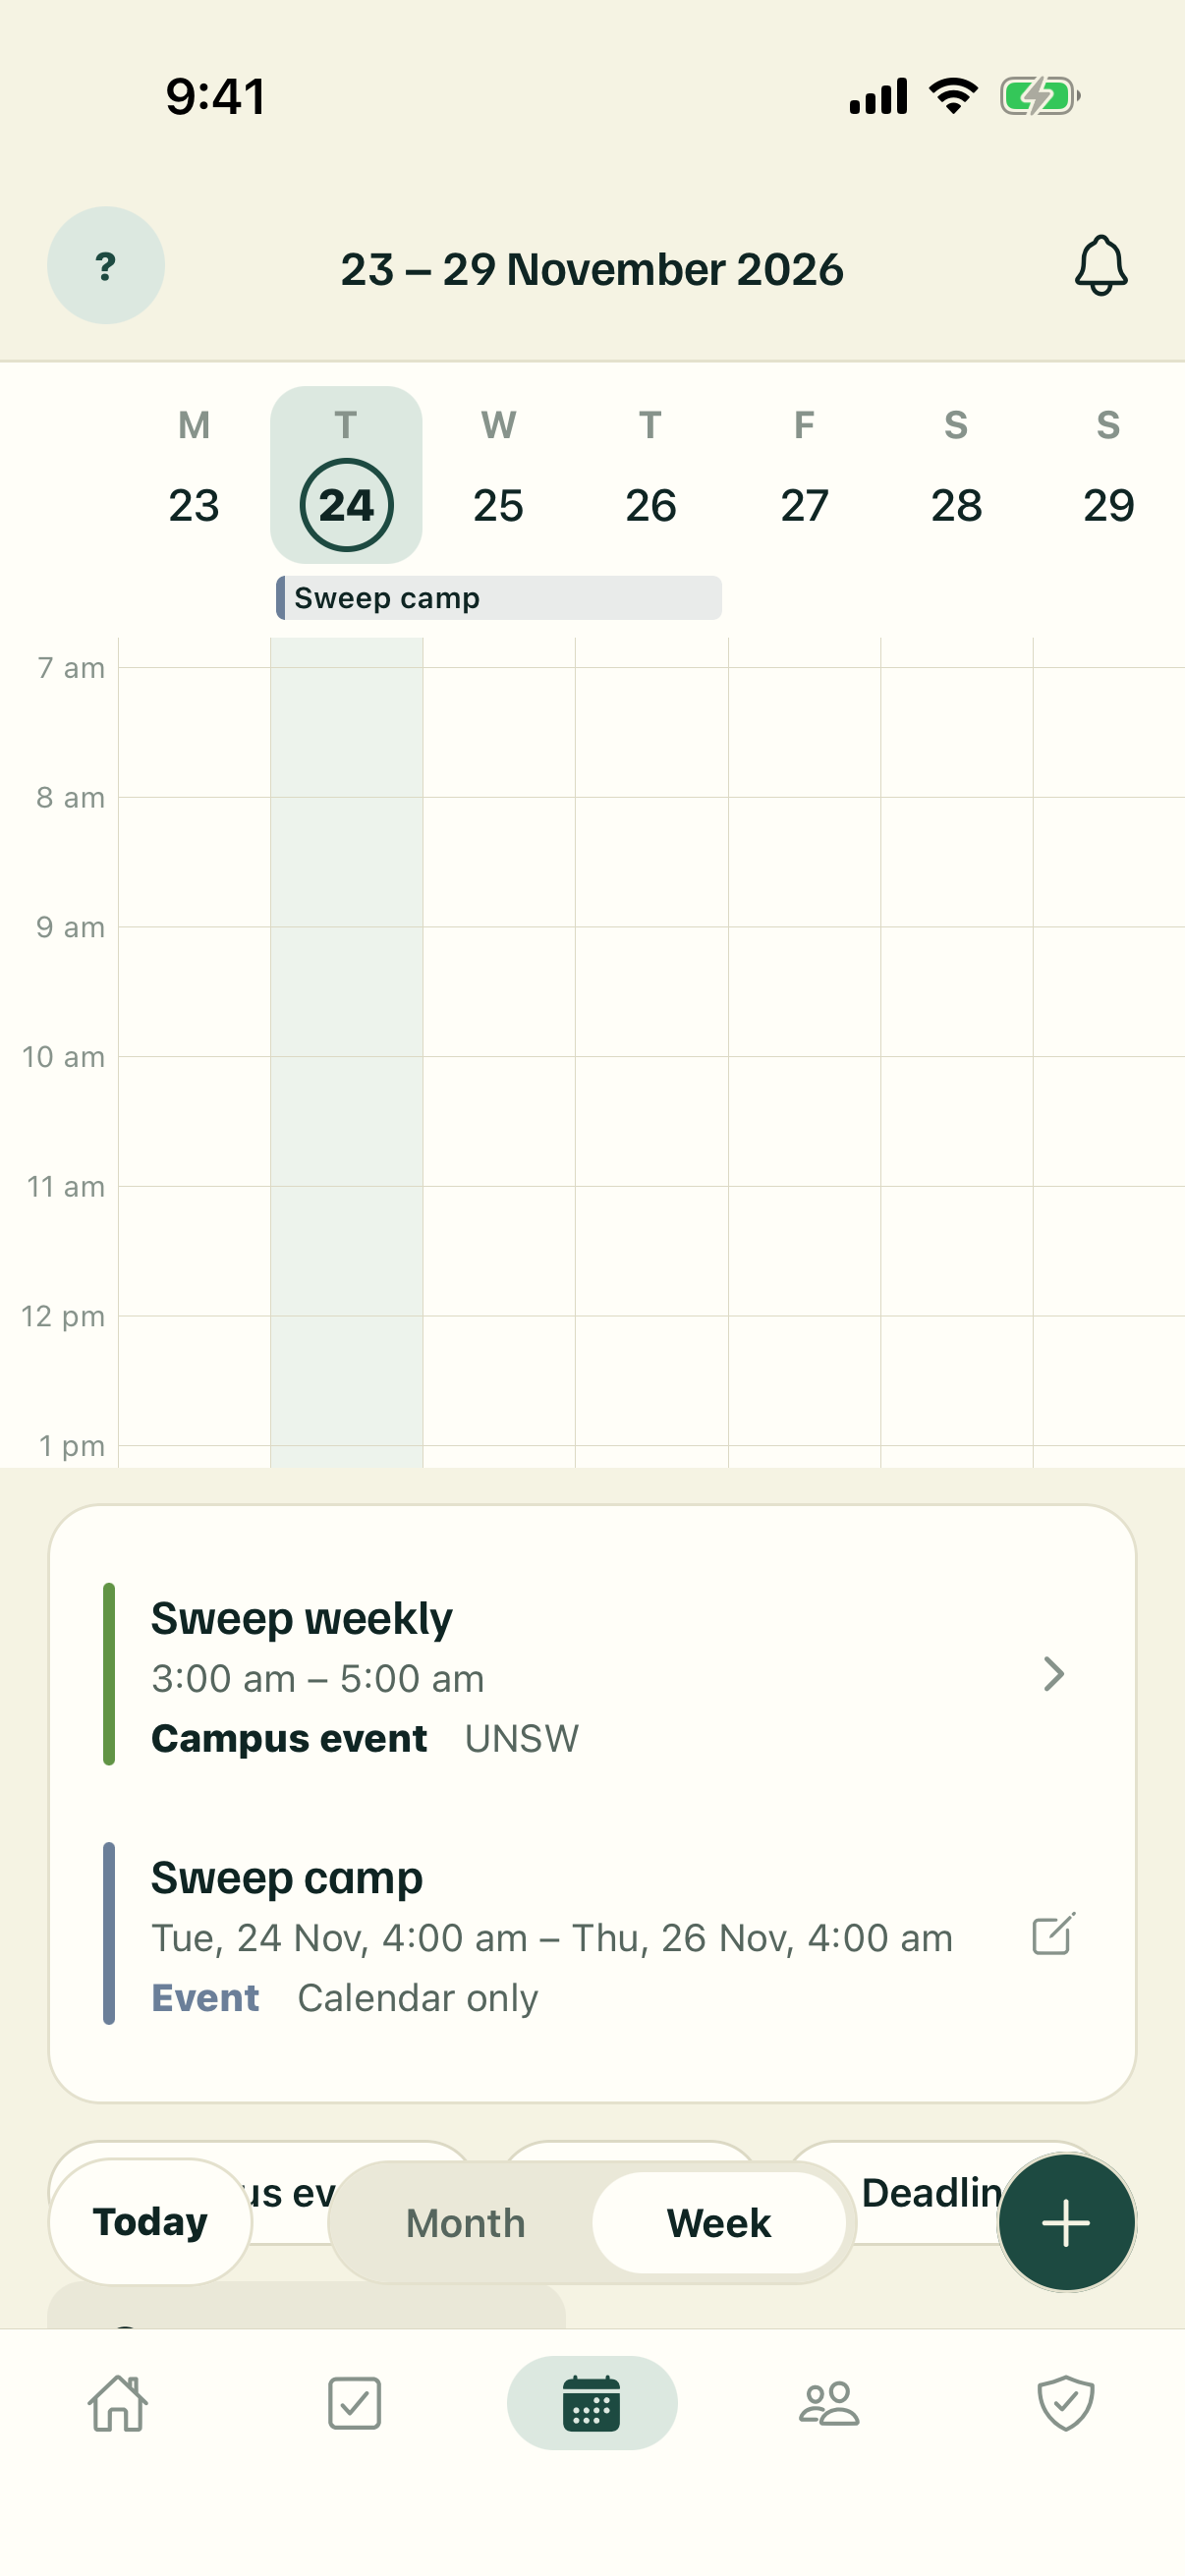 9:41
?
23 – 29 November 2026
M T W T F S S
23 24 25 26 27 28 29
Sweep camp
7 am
8 am
9 am
10 am
11 am
12 pm
1 pm
Sweep weekly
3:00 am – 5:00 am
Campus event UNSW
Sweep camp
Tue, 24 Nov, 4:00 am – Thu, 26 Nov, 4:00 am
Event Calendar only
Today Month Week